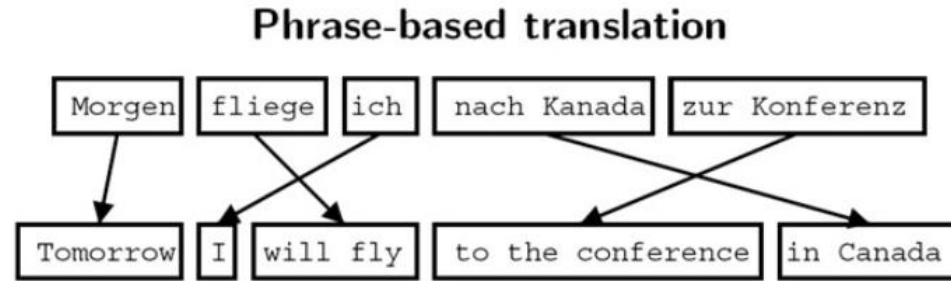 Phrase-based translation
Morgen fliege ich nach Kanada zur Konferenz
Tomorrow I will fly to the conference in Canada